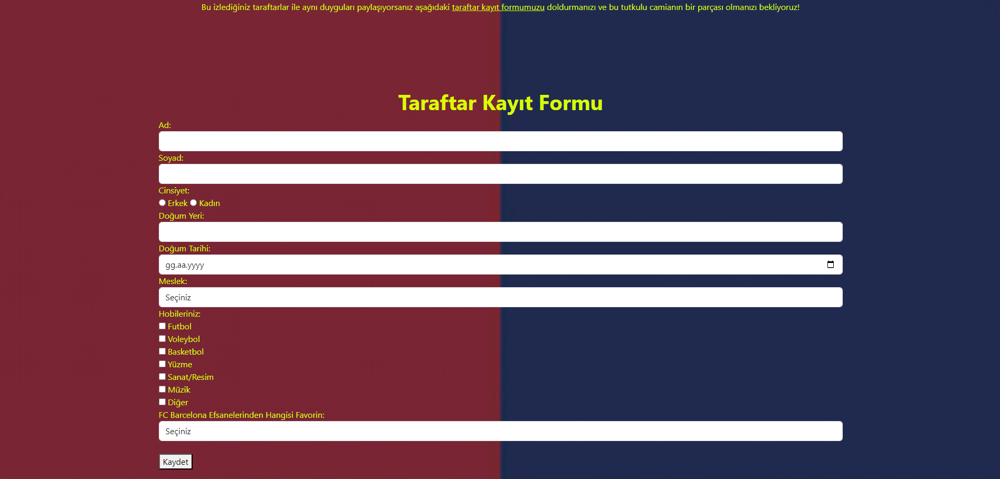 Bu izlediğiniz taraftarlar ile aynı duyguları paylaşıyorsanız aşağıdaki taraftar kayıt formumuzu doldurmanızı ve bu tutkulu camianın bir parçası olmanızı bekliyoruz!
Taraftar Kayıt Formu
Ad:
Soyad:
Cinsiyet:
Erkek Kadın
Doğum Yeri:
Doğum Tarihi:
gg.aa.yyyy
Meslek:
Seçiniz
Hobileriniz:
Futbol
Voleybol
Basketbol
Yüzme
Sanat/Resim
Müzik
Diğer
FC Barcelona Efsanelerinden Hangisi Favorin:
Seçiniz
Kaydet